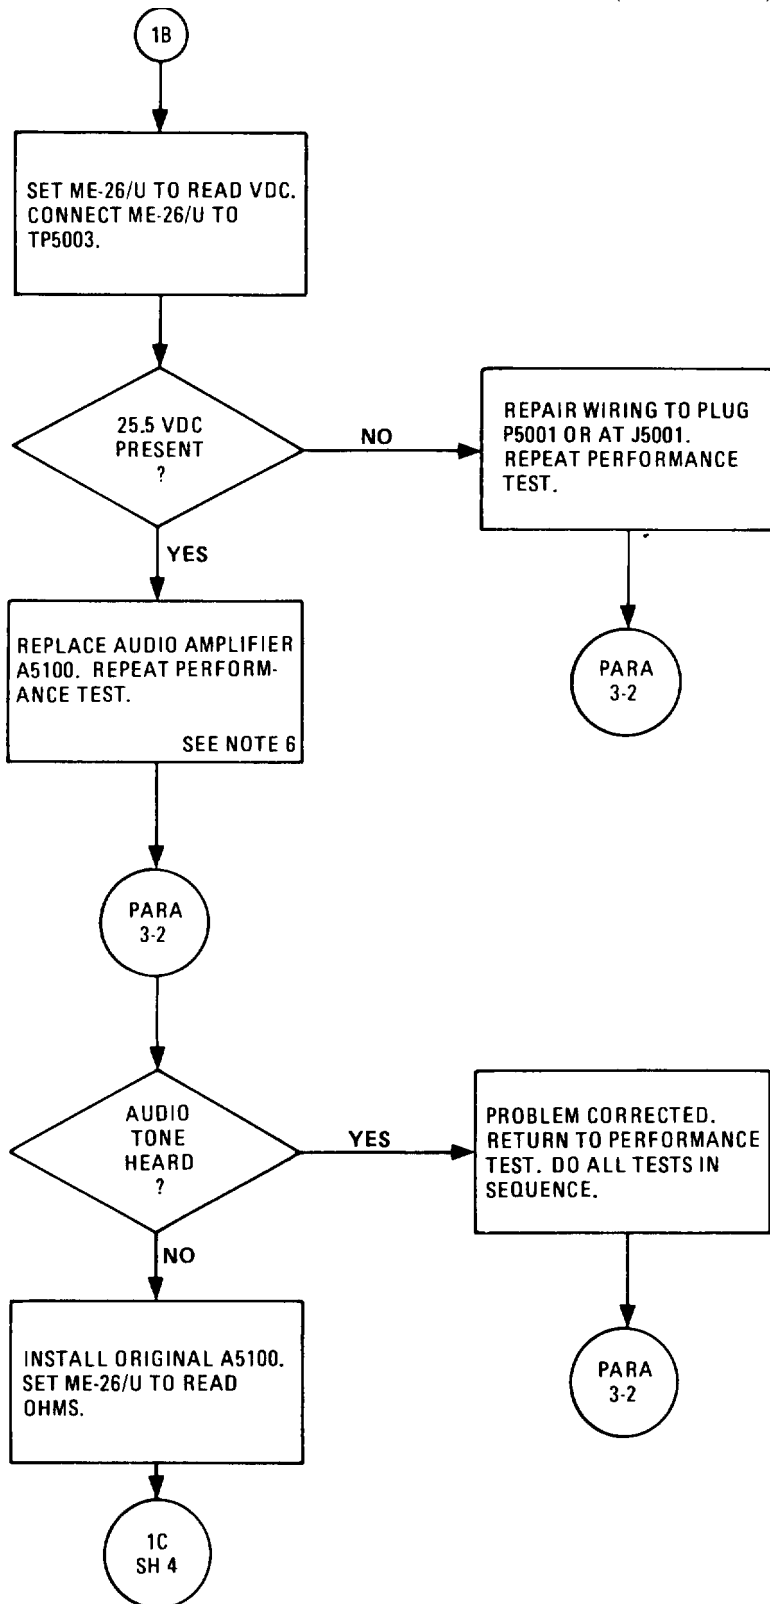 1B
SET ME-26/U TO READ VDC.
CONNECT ME-26/U TO
TP5003.
25.5 VDC
PRESENT
?
NO
REPAIR WIRING TO PLUG
P5001 OR AT J5001.
REPEAT PERFORMANCE
TEST.
PARA
3-2
YES
REPLACE AUDIO AMPLIFIER
A5100. REPEAT PERFORM-
ANCE TEST.
SEE NOTE 6
PARA
3-2
AUDIO
TONE
HEARD
?
YES
PROBLEM CORRECTED.
RETURN TO PERFORMANCE
TEST. DO ALL TESTS IN
SEQUENCE.
PARA
3-2
NO
INSTALL ORIGINAL A5100.
SET ME-26/U TO READ
OHMS.
1C
SH 4